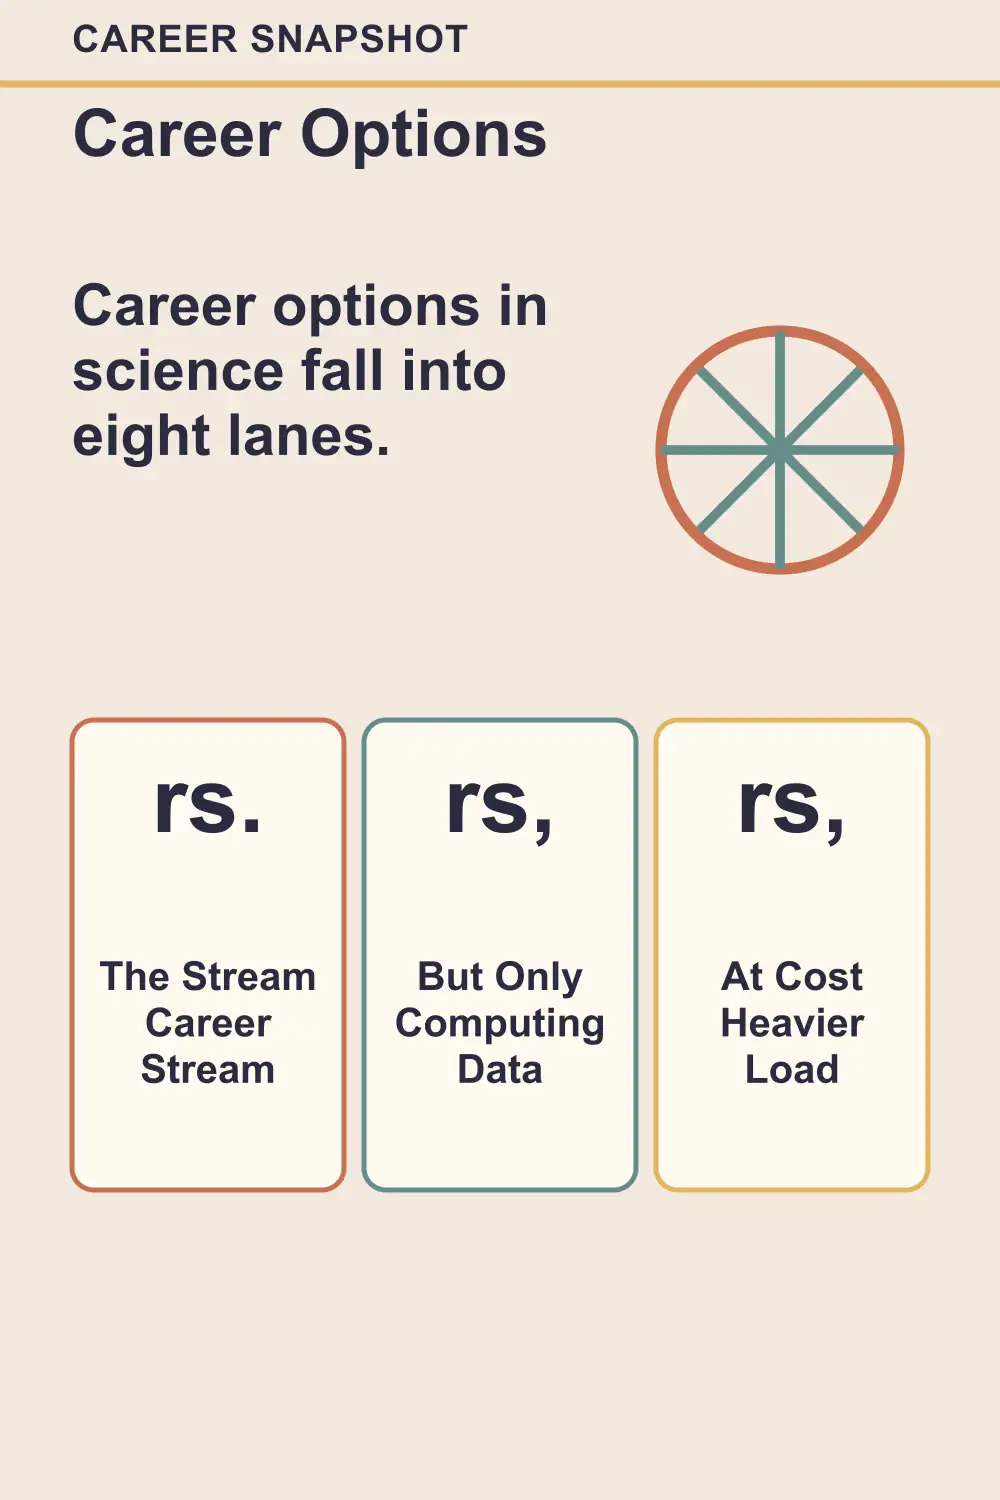 CAREER SNAPSHOT
Career Options
Career options in
science fall into
eight lanes.
rs.
The Stream
Career
Stream
rs,
But Only
Computing
Data
rs,
At Cost
Heavier
Load